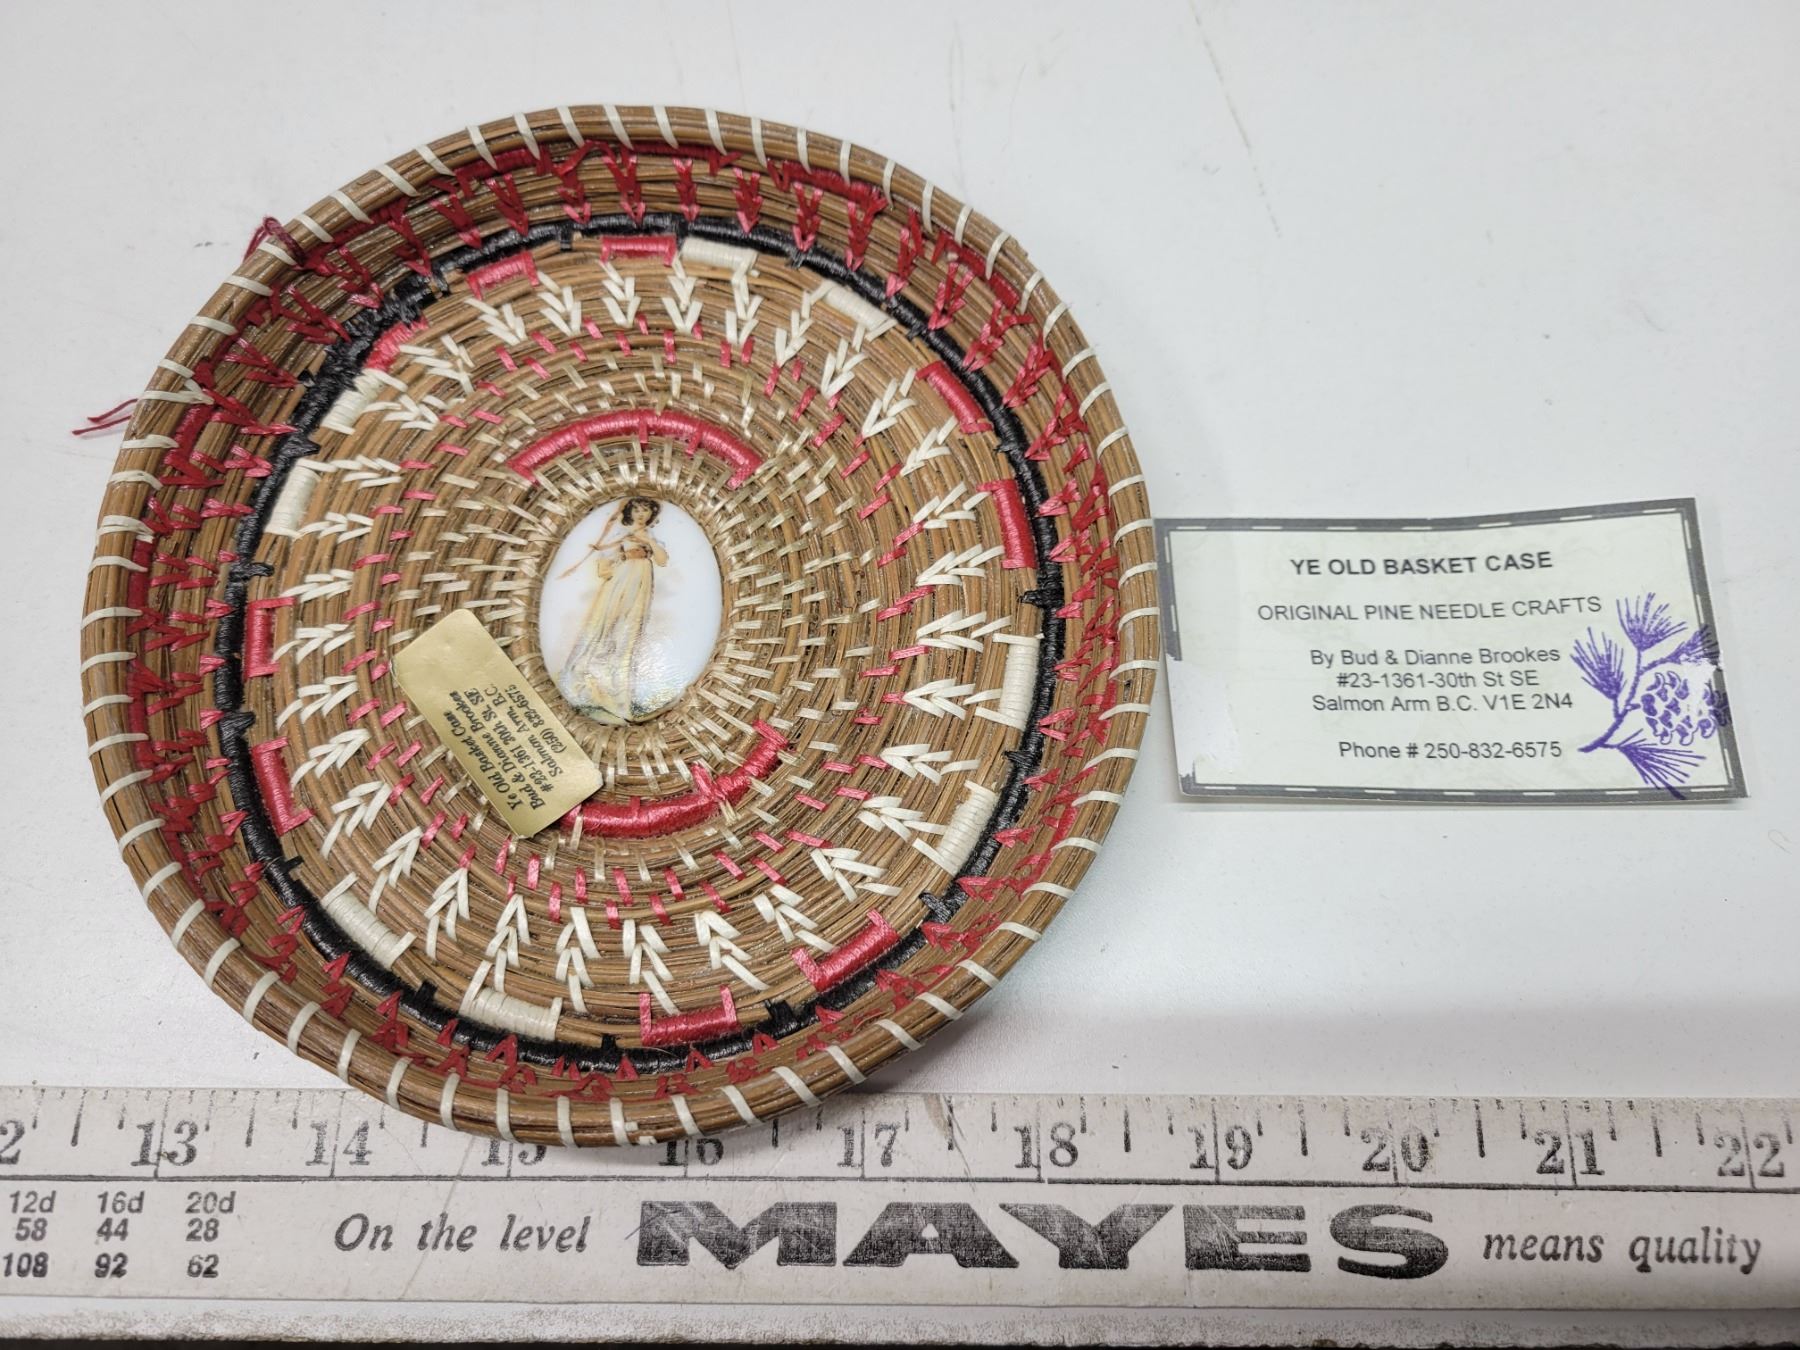 YE OLD BASKET CASE
ORIGINAL PINE NEEDLE CRAFTS
By Bud & Dianne Brookes
#23-1361-30th St SE
Salmon Arm B.C. V1E 2N4
Phone # 250-832-6575
Ye Old Basket Case
Bud & Dianne Brookes
#23-1361 30th St. SE
Salmon Arm, B.C.
(250) 832-6575
13 14 15 16 17 18 19 20 21 22
12d 16d 20d
58 44 28
108 92 62
On the level MAYES means quality